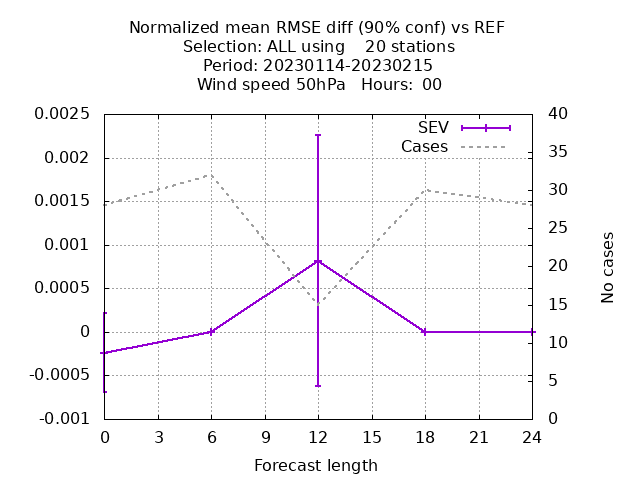 Normalized mean RMSE diff (90% conf) vs REF
Selection: ALL using    20 stations
Period: 20230114-20230215
Wind speed 50hPa   Hours:  00
0.0025
0.002
0.0015
0.001
0.0005
0
-0.0005
-0.001
40
35
30
25
20
15
10
5
0
SEV
Cases
No cases
0 3 6 9 12 15 18 21 24
Forecast length